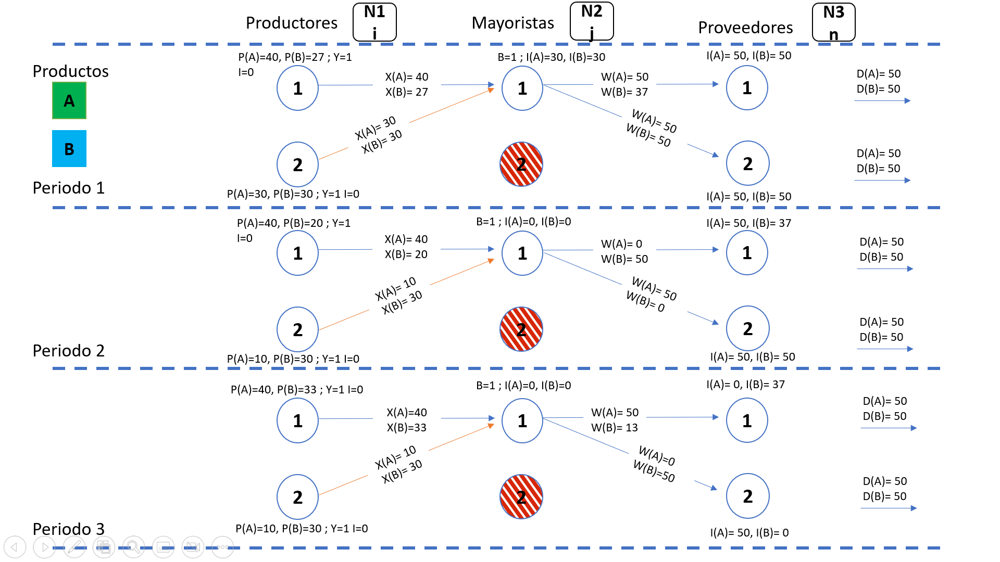 Productores
N1
i
Mayoristas
N2
j
Proveedores
N3
n
Productos
A
B
Periodo 1
P(A)=40, P(B)=27 ; Y=1
I=0
1
X(A)= 40
X(B)= 27
B=1 ; I(A)=30, I(B)=30
1
W(A)= 50
W(B)= 37
I(A)= 50, I(B)= 50
1
D(A)= 50
D(B)= 50
X(A)= 30
X(B)= 30
W(A)= 50
W(B)= 50
2
2
2
D(A)= 50
D(B)= 50
P(A)=30, P(B)=30 ; Y=1 I=0
I(A)= 50, I(B)= 50
P(A)=40, P(B)=20 ; Y=1
I=0
1
X(A)= 40
X(B)= 20
B=1 ; I(A)=0, I(B)=0
1
W(A)= 0
W(B)= 50
I(A)= 50, I(B)= 37
1
D(A)= 50
D(B)= 50
X(A)= 10
X(B)= 30
W(A)= 50
W(B)= 0
2
2
2
D(A)= 50
D(B)= 50
Periodo 2
P(A)=10, P(B)=30 ; Y=1 I=0
I(A)= 50, I(B)= 50
P(A)=40, P(B)=33 ; Y=1 I=0
1
X(A)=40
X(B)=33
B=1 ; I(A)=0, I(B)=0
1
W(A)= 50
W(B)= 13
I(A)= 0, I(B)= 37
1
D(A)= 50
D(B)= 50
X(A)= 10
X(B)= 30
W(A)=0
W(B)=50
2
2
2
D(A)= 50
D(B)= 50
Periodo 3
P(A)=10, P(B)=30 ; Y=1 I=0
I(A)= 50, I(B)= 0